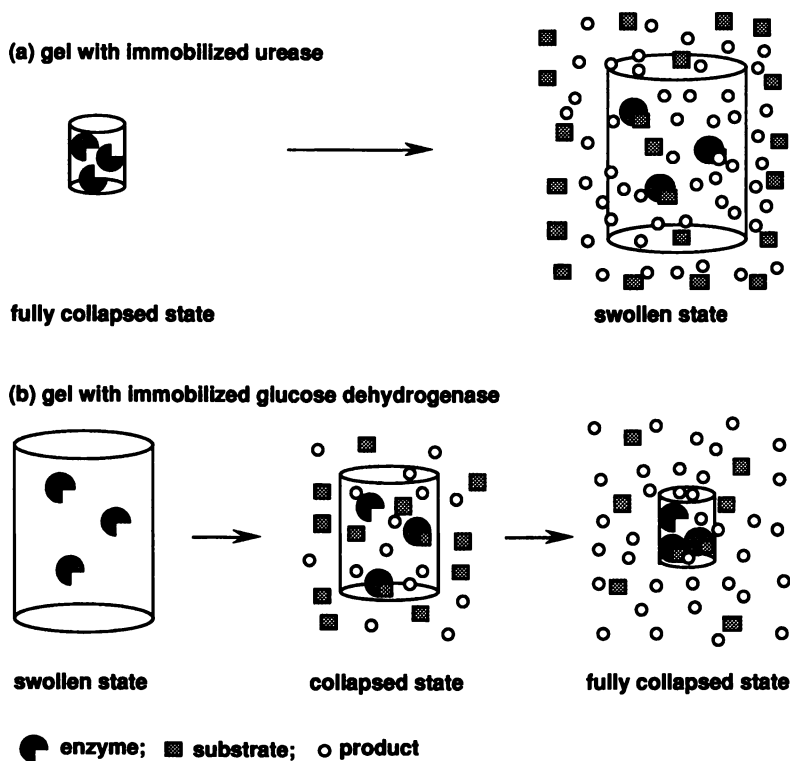 (a) gel with immobilized urease
fully collapsed state
swollen state
(b) gel with immobilized glucose dehydrogenase
swollen state
collapsed state
fully collapsed state
enzyme; substrate; product